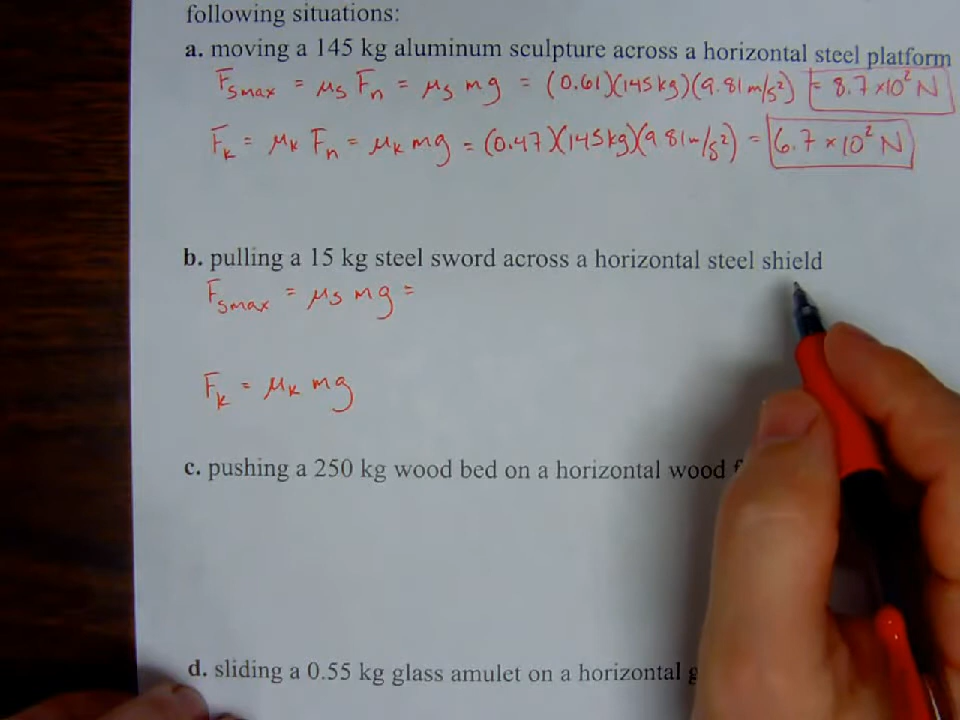 following situations:
a. moving a 145 kg aluminum sculpture across a horizontal steel platform
Fsmax = μs Fn = μs mg = (0.61)(145 kg)(9.81 m/s²) = 8.7 × 10² N
Fk = μk Fn = μk mg = (0.47)(145 kg)(9.81 m/s²) = 6.7 × 10² N
b. pulling a 15 kg steel sword across a horizontal steel shield
Fsmax = μs mg =
Fk = μk mg
c. pushing a 250 kg wood bed on a horizontal wood
d. sliding a 0.55 kg glass amulet on a horizontal